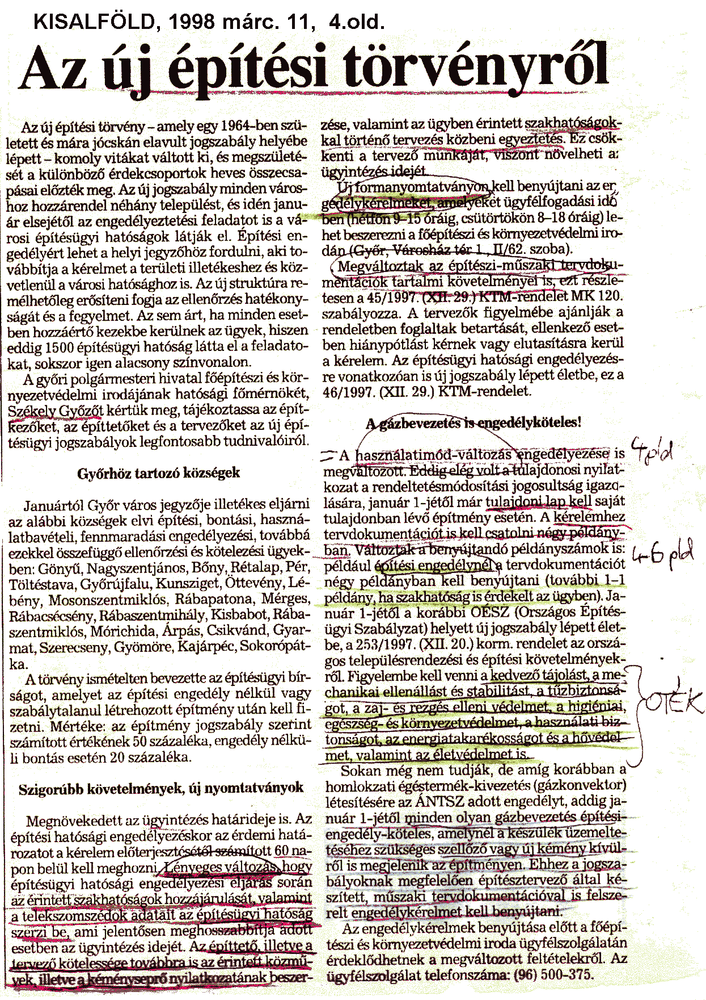 KISALFÖLD, 1998 márc. 11, 4.old.
Az új építési törvényről
Az új építési törvény – amely egy 1964-ben szü-
letett és mára jócskán elavult jogszabály helyébe
lépett – komoly vitákat váltott ki, és megszületé-
sét a különböző érdekcsoportok heves összecsa-
pásai előzték meg. Az új jogszabály minden város-
hoz hozzárendel néhány települést, és idén janu-
ár elsejétől az engedélyeztetési feladatot is a vá-
rosi építésügyi hatóságok látják el. Építési en-
gedélyért lehet a helyi jegyzőhöz fordulni, aki to-
vábbítja a kérelmet a területi illetékeshez és köz-
vetlenül a városi hatósághoz is. Az új struktúra re-
mélhetőleg erősíteni fogja az ellenőrzés hatékony-
ságát és a fegyelmet. Az sem árt, ha minden eset-
ben hozzáértő kezekbe kerülnek az ügyek, hiszen
eddig 1500 építésügyi hatóság látta el a feladato-
kat, sokszor igen alacsony színvonalon.
A győri polgármesteri hivatal főépítészi és kör-
nyezetvédelmi irodájának hatósági főmérnökét,
Székely Győzőt kértük meg, tájékoztassa az épít-
kezőket, az építtetőket és a tervezőket az új épí-
tésügyi jogszabályok legfontosabb tudnivalóiról.
Győrhöz tartozó községek
Januártól Győr város jegyzője illetékes eljárni
az alábbi községek elvi építési, bontási, haszná-
latbavételi, fennmaradási engedélyezési, továbbá
ezekkel összefüggő ellenőrzési és kötelezési ügyek-
ben: Gönyű, Nagyszentjános, Bőny, Rétalap, Pér,
Töltéstava, Győrújfalu, Kunsziget, Öttevény, Lé-
bény, Mosonszentmiklós, Rábapatona, Mérges,
Rábacsécsény, Rábaszentmihály, Kisbabot, Rába-
szentmiklós, Mórichida, Árpás, Csikvánd, Gyar-
mat, Szerecseny, Gyömöre, Kajárpéc, Sokorópát-
ka.
A törvény ismételten bevezette az építésügyi bír-
ságot, amelyet az építési engedély nélkül vagy
szabálytalanul létrehozott építmény után kell fi-
zetni. Mértéke: az építmény jogszabály szerint
számított értékének 50 százaléka, engedély nélkü-
li bontás esetén 20 százaléka.
Szigorúbb követelmények, új nyomtatványok
Megnövekedett az ügyintézés határideje is. Az
építési hatósági engedélyezéskor az érdemi hatá-
rozatot a kérelem előterjesztésétől számított 60 na-
pon belül kell meghozni. Lényeges változás, hogy
építésügyi hatósági engedélyezési eljárás során
az érintett szakhatóságok hozzájárulását, valamint
a telekszomszédok adatait az építésügyi hatóság
szerzi be, ami jelentősen meghosszabbítja adott
esetben az ügyintézés idejét. Az építtető, illetve a
tervező kötelessége továbbra is az érintett közmű-
vek, illetve a kéményseprő nyilatkozatának beszer-
zése, valamint az ügyben érintett szakhatóságok-
kal történő tervezés közbeni egyeztetés. Ez csök-
kenti a tervező munkáját, viszont növelheti az
ügyintézés idejét.
Új formanyomtatványon kell benyújtani az en-
gedélykérelmeket, amelyeket ügyfélfogadási idő-
ben (hétfőn 9–15 óráig, csütörtökön 8–18 óráig) le-
het beszerezni a főépítészi és környezetvédelmi iro-
dán (Győr, Városház tér 1., II/62. szoba).
Megváltoztak az építészi-műszaki tervdoku-
mentációk tartalmi követelményei is, ezt részle-
tesen a 45/1997. (XII. 29.) KTM-rendelet MK 120.
szabályozza. A tervezők figyelmébe ajánlják a
rendeletben foglaltak betartását, ellenkező eset-
ben hiánypótlást kérnek vagy elutasításra kerül
a kérelem. Az építésügyi hatósági engedélyezés-
re vonatkozóan is új jogszabály lépett életbe, ez a
46/1997. (XII. 29.) KTM-rendelet.
A gázbevezetés is engedélyköteles!
A használatimód-változás engedélyezése is
megváltozott. Eddig elég volt a tulajdonosi nyilat-
kozat a rendeltetésmódosítási jogosultság igazo-
lására, január 1-jétől már tulajdoni lap kell saját
tulajdonban lévő építmény esetén. A kérelemhez
tervdokumentációt is kell csatolni négy példány-
ban. Változtak a benyújtandó példányszámok is:
például építési engedélynél a tervdokumentációt
négy példányban kell benyújtani (további 1–1
példány, ha szakhatóság is érdekelt az ügyben). Ja-
nuár 1-jétől a korábbi OÉSZ (Országos Építés-
ügyi Szabályzat) helyett új jogszabály lépett élet-
be, a 253/1997. (XII. 20.) korm. rendelet az orszá-
gos településrendezési és építési követelmények-
ről. Figyelembe kell venni a kedvező tájolást, a me-
chanikai ellenállást és stabilitást, a tűzbiztonsá-
got, a zaj- és rezgés elleni védelmet, a higiéniai,
egészség- és környezetvédelmet, a használati biz-
tonságot, az energiatakarékosságot és a hővédel-
met, valamint az életvédelmet is.
Sokan még nem tudják, de amíg korábban a
homlokzati égéstermék-kivezetés (gázkonvektor)
létesítésére az ÁNTSZ adott engedélyt, addig ja-
nuár 1-jétől minden olyan gázbevezetés építési-
engedély-köteles, amelynél a készülék üzemelte-
téséhez szükséges szellőző vagy új kémény kívül-
ről is megjelenik az építményen. Ehhez a jogsza-
bályoknak megfelelően építésztervező által ké-
szített, műszaki tervdokumentációval is felsze-
relt engedélykérelmet kell benyújtani.
Az engedélykérelmek benyújtása előtt a főépí-
tészi és környezetvédelmi iroda ügyfélszolgálatán
érdeklődhetnek a megváltozott feltételekről. Az
ügyfélszolgálat telefonszáma: (96) 500-375.
4 pld
4-6 pld
OTÉK